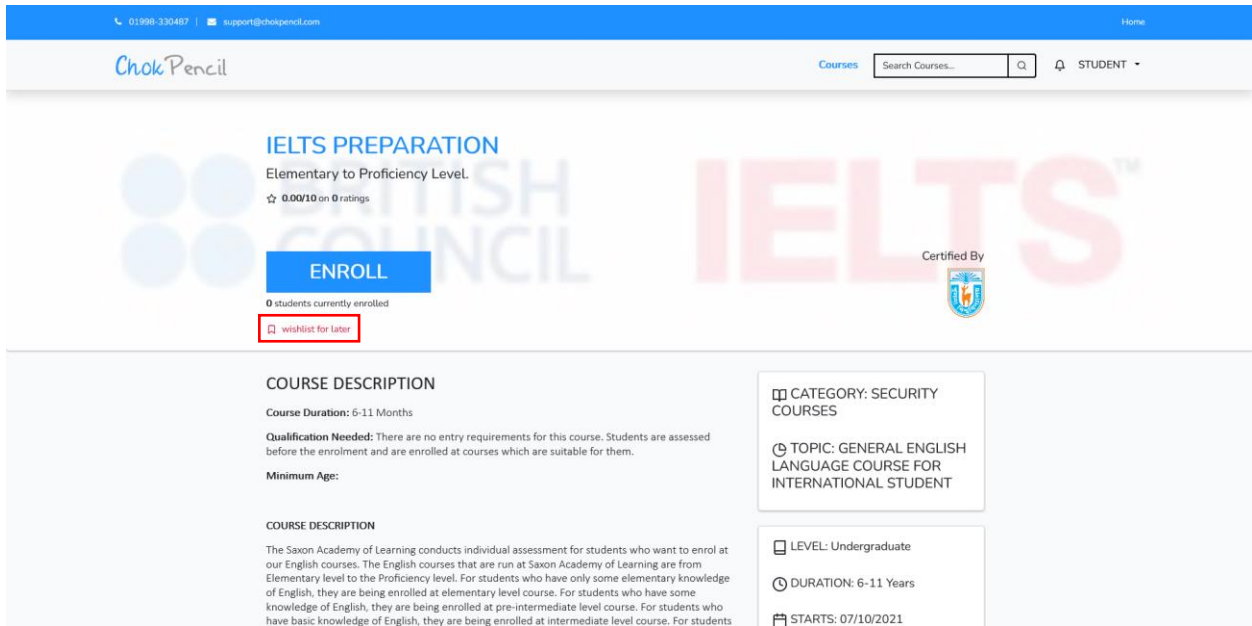 01998-330487 | support@chokpencil.com
Home
ChokPencil
Courses
Search Courses...
STUDENT
BRITISH
COUNCIL
IELTS™
IELTS PREPARATION
Elementary to Proficiency Level.
0.00/10 on 0 ratings
ENROLL
0 students currently enrolled
wishlist for later
Certified By
COURSE DESCRIPTION
Course Duration: 6-11 Months
Qualification Needed: There are no entry requirements for this course. Students are assessed
before the enrolment and are enrolled at courses which are suitable for them.
Minimum Age:
COURSE DESCRIPTION
The Saxon Academy of Learning conducts individual assessment for students who want to enrol at
our English courses. The English courses that are run at Saxon Academy of Learning are from
Elementary level to the Proficiency level. For students who have only some elementary knowledge
of English, they are being enrolled at elementary level course. For students who have some
knowledge of English, they are being enrolled at pre-intermediate level course. For students who
have basic knowledge of English, they are being enrolled at intermediate level course. For students
CATEGORY: SECURITY
COURSES
TOPIC: GENERAL ENGLISH
LANGUAGE COURSE FOR
INTERNATIONAL STUDENT
LEVEL: Undergraduate
DURATION: 6-11 Years
STARTS: 07/10/2021